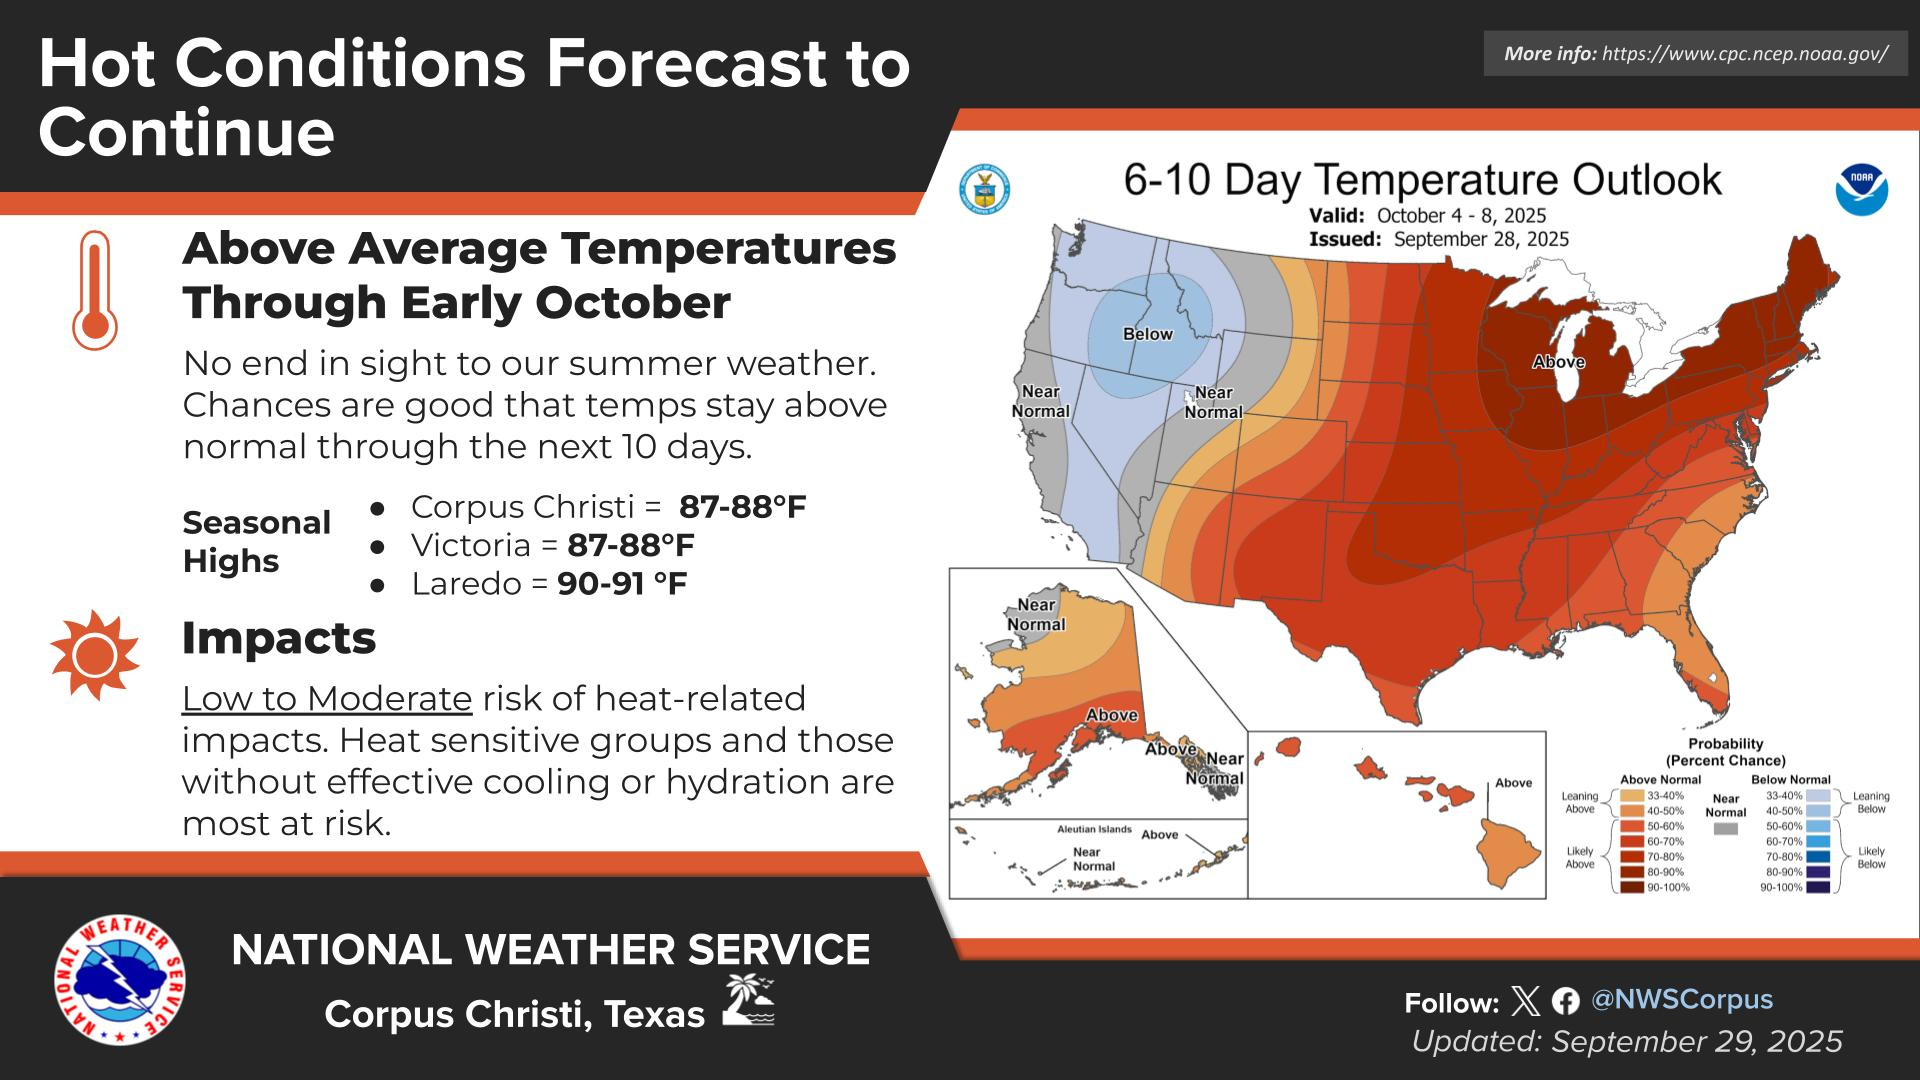 Hot Conditions Forecast to
Continue
More info: https://www.cpc.ncep.noaa.gov/
Above Average Temperatures
Through Early October
No end in sight to our summer weather.
Chances are good that temps stay above
normal through the next 10 days.
Seasonal
Highs
● Corpus Christi = 87-88°F
● Victoria = 87-88°F
● Laredo = 90-91 °F
Impacts
Low to Moderate risk of heat-related
impacts. Heat sensitive groups and those
without effective cooling or hydration are
most at risk.
6-10 Day Temperature Outlook
Valid: October 4 - 8, 2025
Issued: September 28, 2025
NOAA
Below
Near
Normal
Near
Normal
Above
Near
Normal
Above
Above
Near
Normal
Aleutian Islands
Above
Near
Normal
Above
Probability
(Percent Chance)
Above Normal
Below Normal
Leaning
Above
33-40%
40-50%
50-60%
60-70%
70-80%
80-90%
90-100%
Likely
Above
Near
Normal
33-40%
40-50%
50-60%
60-70%
70-80%
80-90%
90-100%
Leaning
Below
Likely
Below
NATIONAL WEATHER SERVICE
NATIONAL WEATHER SERVICE
Corpus Christi, Texas
Follow: @NWSCorpus
Updated: September 29, 2025